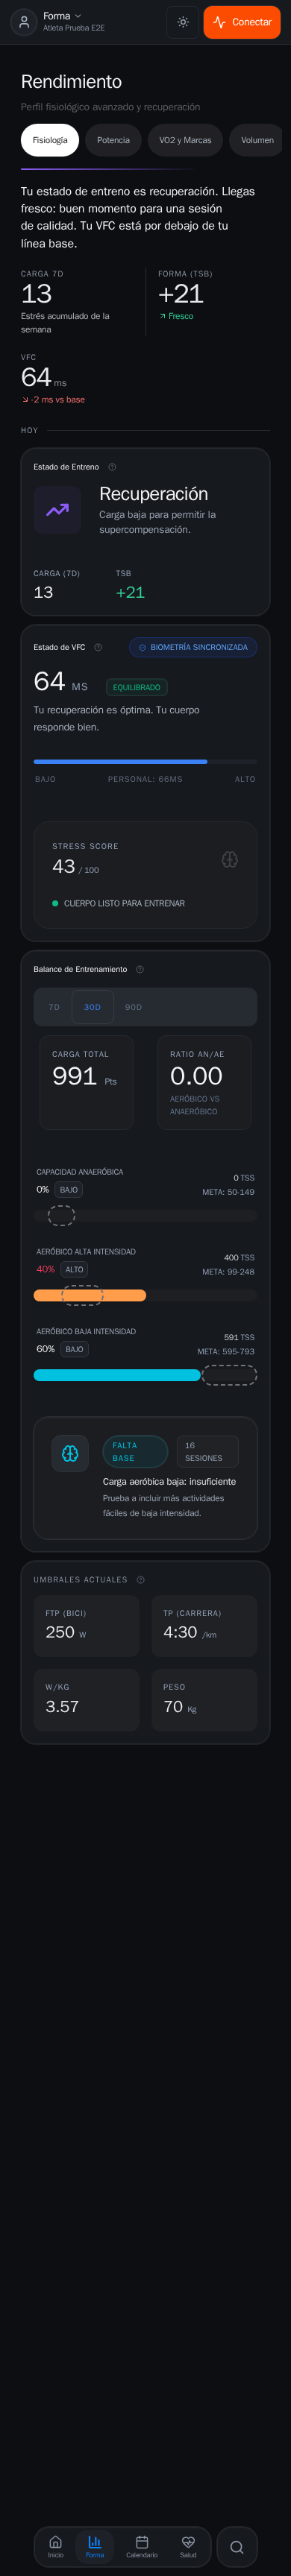 Forma
Atleta Prueba E2E
Conectar
Rendimiento
Perfil fisiológico avanzado y recuperación
Fisiología
Potencia
VO2 y Marcas
Volumen
Tu estado de entreno es recuperación. Llegas
fresco: buen momento para una sesión
de calidad. Tu VFC está por debajo de tu
línea base.
CARGA 7D
13
Estrés acumulado de la
semana
FORMA (TSB)
+21
Fresco
VFC
64 ms
-2 ms vs base
HOY
Estado de Entreno
Recuperación
Carga baja para permitir la
supercompensación.
CARGA (7D)
13
TSB
+21
Estado de VFC
BIOMETRÍA SINCRONIZADA
64 MS
EQUILIBRADO
Tu recuperación es óptima. Tu cuerpo
responde bien.
BAJO
PERSONAL: 66MS
ALTO
STRESS SCORE
43 / 100
CUERPO LISTO PARA ENTRENAR
Balance de Entrenamiento
7D
30D
90D
CARGA TOTAL
991 Pts
RATIO AN/AE
0.00
AERÓBICO VS
ANAERÓBICO
CAPACIDAD ANAERÓBICA
0% BAJO
0 TSS
META: 50-149
AERÓBICO ALTA INTENSIDAD
40% ALTO
400 TSS
META: 99-248
AERÓBICO BAJA INTENSIDAD
60% BAJO
591 TSS
META: 595-793
FALTA
BASE
16
SESIONES
Carga aeróbica baja: insuficiente
Prueba a incluir más actividades
fáciles de baja intensidad.
UMBRALES ACTUALES
FTP (BICI)
250 W
TP (CARRERA)
4:30 /km
W/KG
3.57
PESO
70 Kg
Inicio
Forma
Calendario
Salud